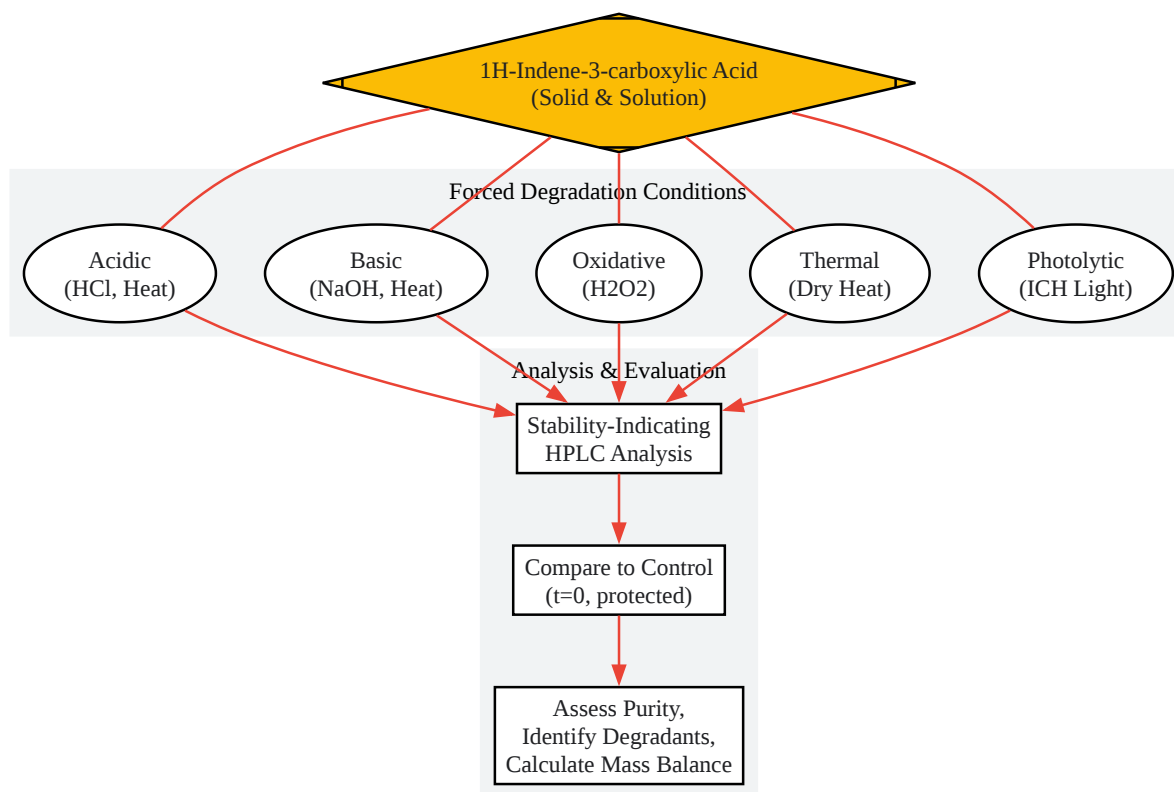 1H-Indene-3-carboxylic Acid
(Solid & Solution)
Forced Degradation Conditions
Acidic
(HCl, Heat)
Basic
(NaOH, Heat)
Oxidative
(H2O2)
Thermal
(Dry Heat)
Photolytic
(ICH Light)
Analysis & Evaluation
Stability-Indicating
HPLC Analysis
Compare to Control
(t=0, protected)
Assess Purity,
Identify Degradants,
Calculate Mass Balance